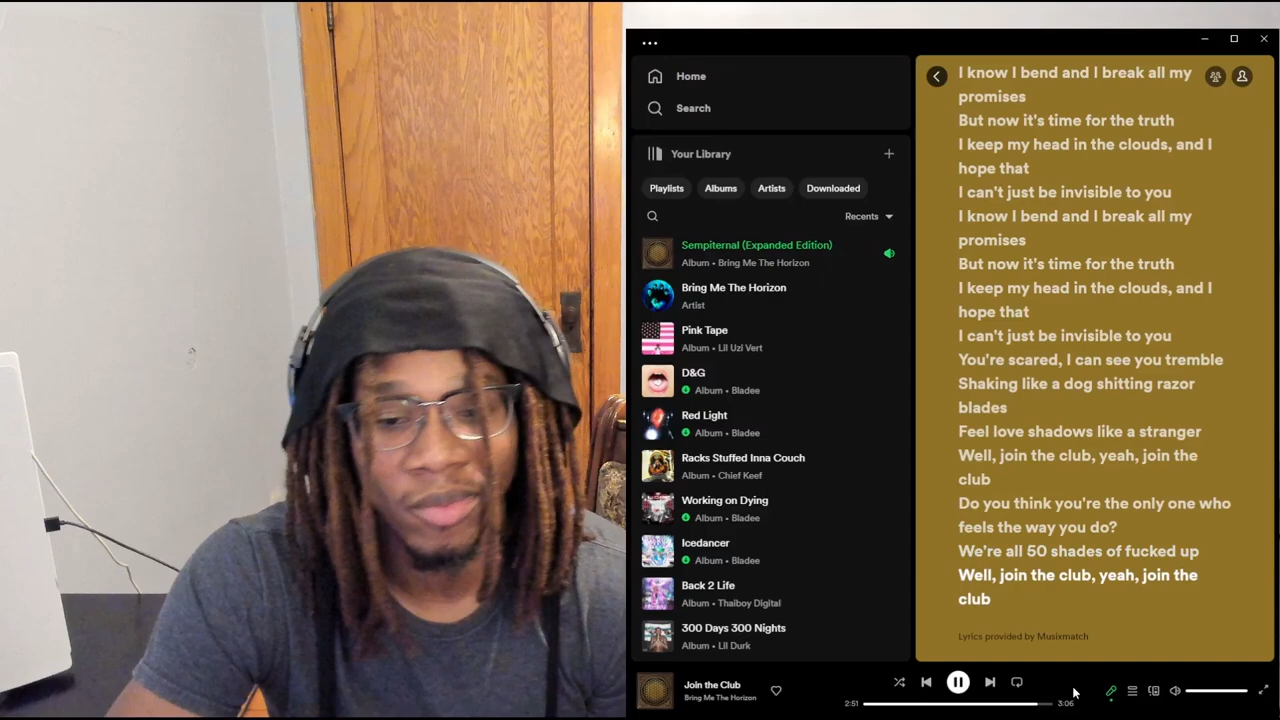 Home
Search
Your Library
Playlists
Albums
Artists
Downloaded
Recents
Sempiternal (Expanded Edition)
Album • Bring Me The Horizon
Bring Me The Horizon
Artist
Pink Tape
Album • Lil Uzi Vert
D&G
Album • Bladee
Red Light
Album • Bladee
Racks Stuffed Inna Couch
Album • Chief Keef
Working on Dying
Album • Bladee
Icedancer
Album • Bladee
Back 2 Life
Album • Thaiboy Digital
300 Days 300 Nights
Album • Lil Durk
I know I bend and I break all my
promises
But now it's time for the truth
I keep my head in the clouds, and I
hope that
I can't just be invisible to you
I know I bend and I break all my
promises
But now it's time for the truth
I keep my head in the clouds, and I
hope that
I can't just be invisible to you
You're scared, I can see you tremble
Shaking like a dog shitting razor
blades
Feel love shadows like a stranger
Well, join the club, yeah, join the
club
Do you think you're the only one who
feels the way you do?
We're all 50 shades of fucked up
Well, join the club, yeah, join the
club
Lyrics provided by Musixmatch
Join the Club
Bring Me The Horizon
2:51
3:06